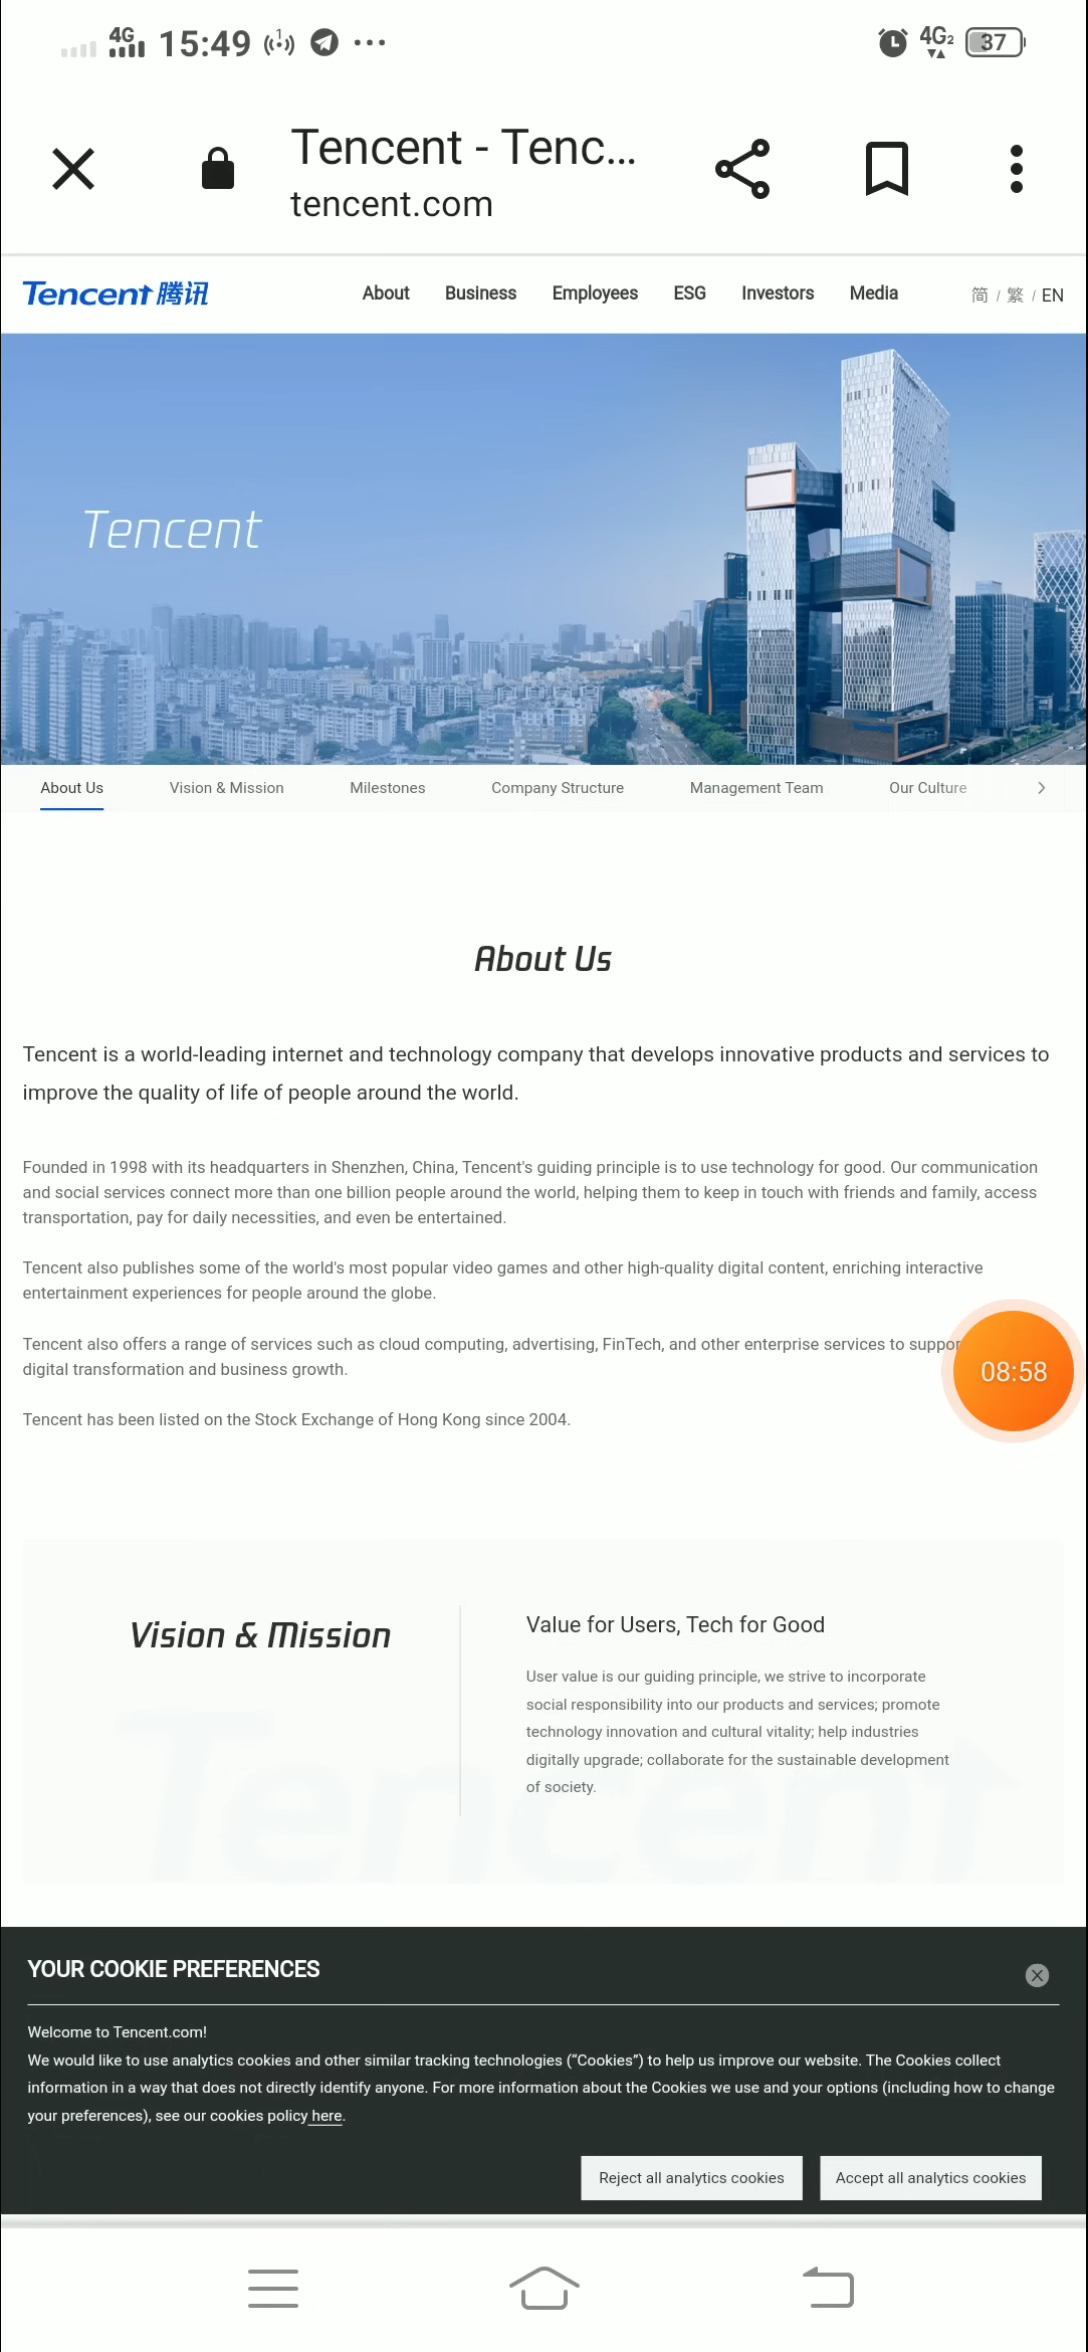 4G 15:49 4G2 37
Tencent - Tenc...
tencent.com
Tencent 腾讯 About Business Employees ESG Investors Media 简 / 繁 / EN
Tencent
About Us Vision & Mission Milestones Company Structure Management Team Our Culture
About Us
Tencent is a world-leading internet and technology company that develops innovative products and services to
improve the quality of life of people around the world.
Founded in 1998 with its headquarters in Shenzhen, China, Tencent's guiding principle is to use technology for good. Our communication
and social services connect more than one billion people around the world, helping them to keep in touch with friends and family, access
transportation, pay for daily necessities, and even be entertained.
Tencent also publishes some of the world's most popular video games and other high-quality digital content, enriching interactive
entertainment experiences for people around the globe.
Tencent also offers a range of services such as cloud computing, advertising, FinTech, and other enterprise services to suppor
digital transformation and business growth.
08:58
Tencent has been listed on the Stock Exchange of Hong Kong since 2004.
Vision & Mission
Value for Users, Tech for Good
User value is our guiding principle, we strive to incorporate
social responsibility into our products and services; promote
technology innovation and cultural vitality; help industries
digitally upgrade; collaborate for the sustainable development
of society.
Tencent
YOUR COOKIE PREFERENCES
Welcome to Tencent.com!
We would like to use analytics cookies and other similar tracking technologies (“Cookies”) to help us improve our website. The Cookies collect
information in a way that does not directly identify anyone. For more information about the Cookies we use and your options (including how to change
your preferences), see our cookies policy here.
Reject all analytics cookies Accept all analytics cookies